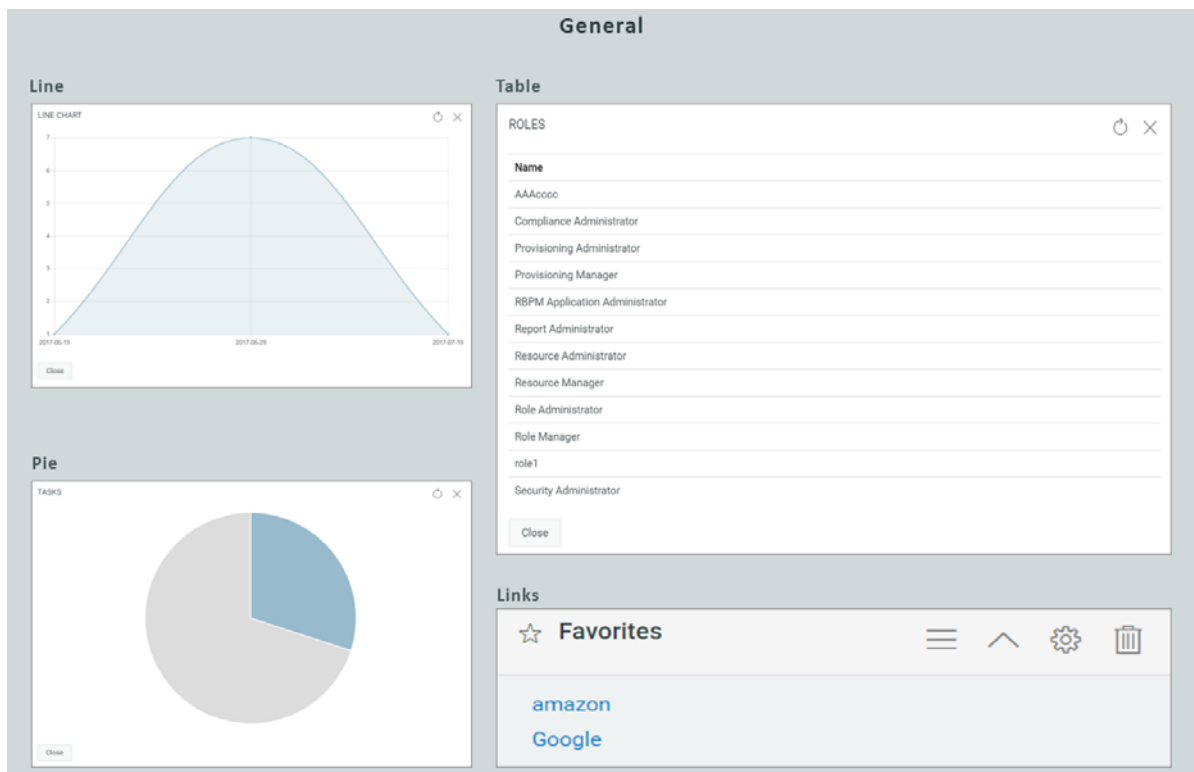 General
Line
LINE CHART
7
6
5
4
3
2
1
2017-06-19
2017-06-29
2017-07-19
Close
Table
ROLES
Name
AAAcccc
Compliance Administrator
Provisioning Administrator
Provisioning Manager
RBPM Application Administrator
Report Administrator
Resource Administrator
Resource Manager
Role Administrator
Role Manager
role1
Security Administrator
Close
Pie
TASKS
Close
Links
Favorites
amazon
Google